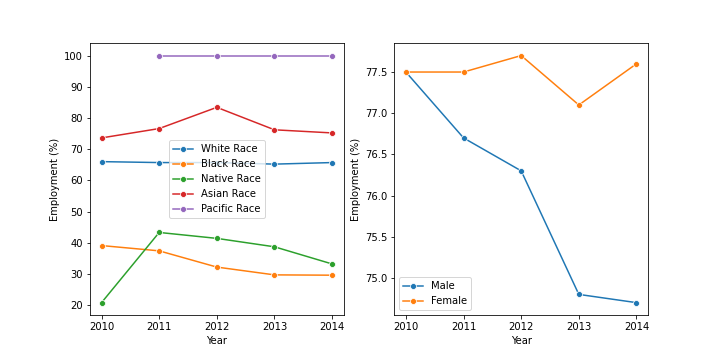 100
90
80
70
60
50
40
30
20
Employment (%)
2010 2011 2012 2013 2014
Year
White Race
Black Race
Native Race
Asian Race
Pacific Race
77.5
77.0
76.5
76.0
75.5
75.0
Employment (%)
2010 2011 2012 2013 2014
Year
Male
Female